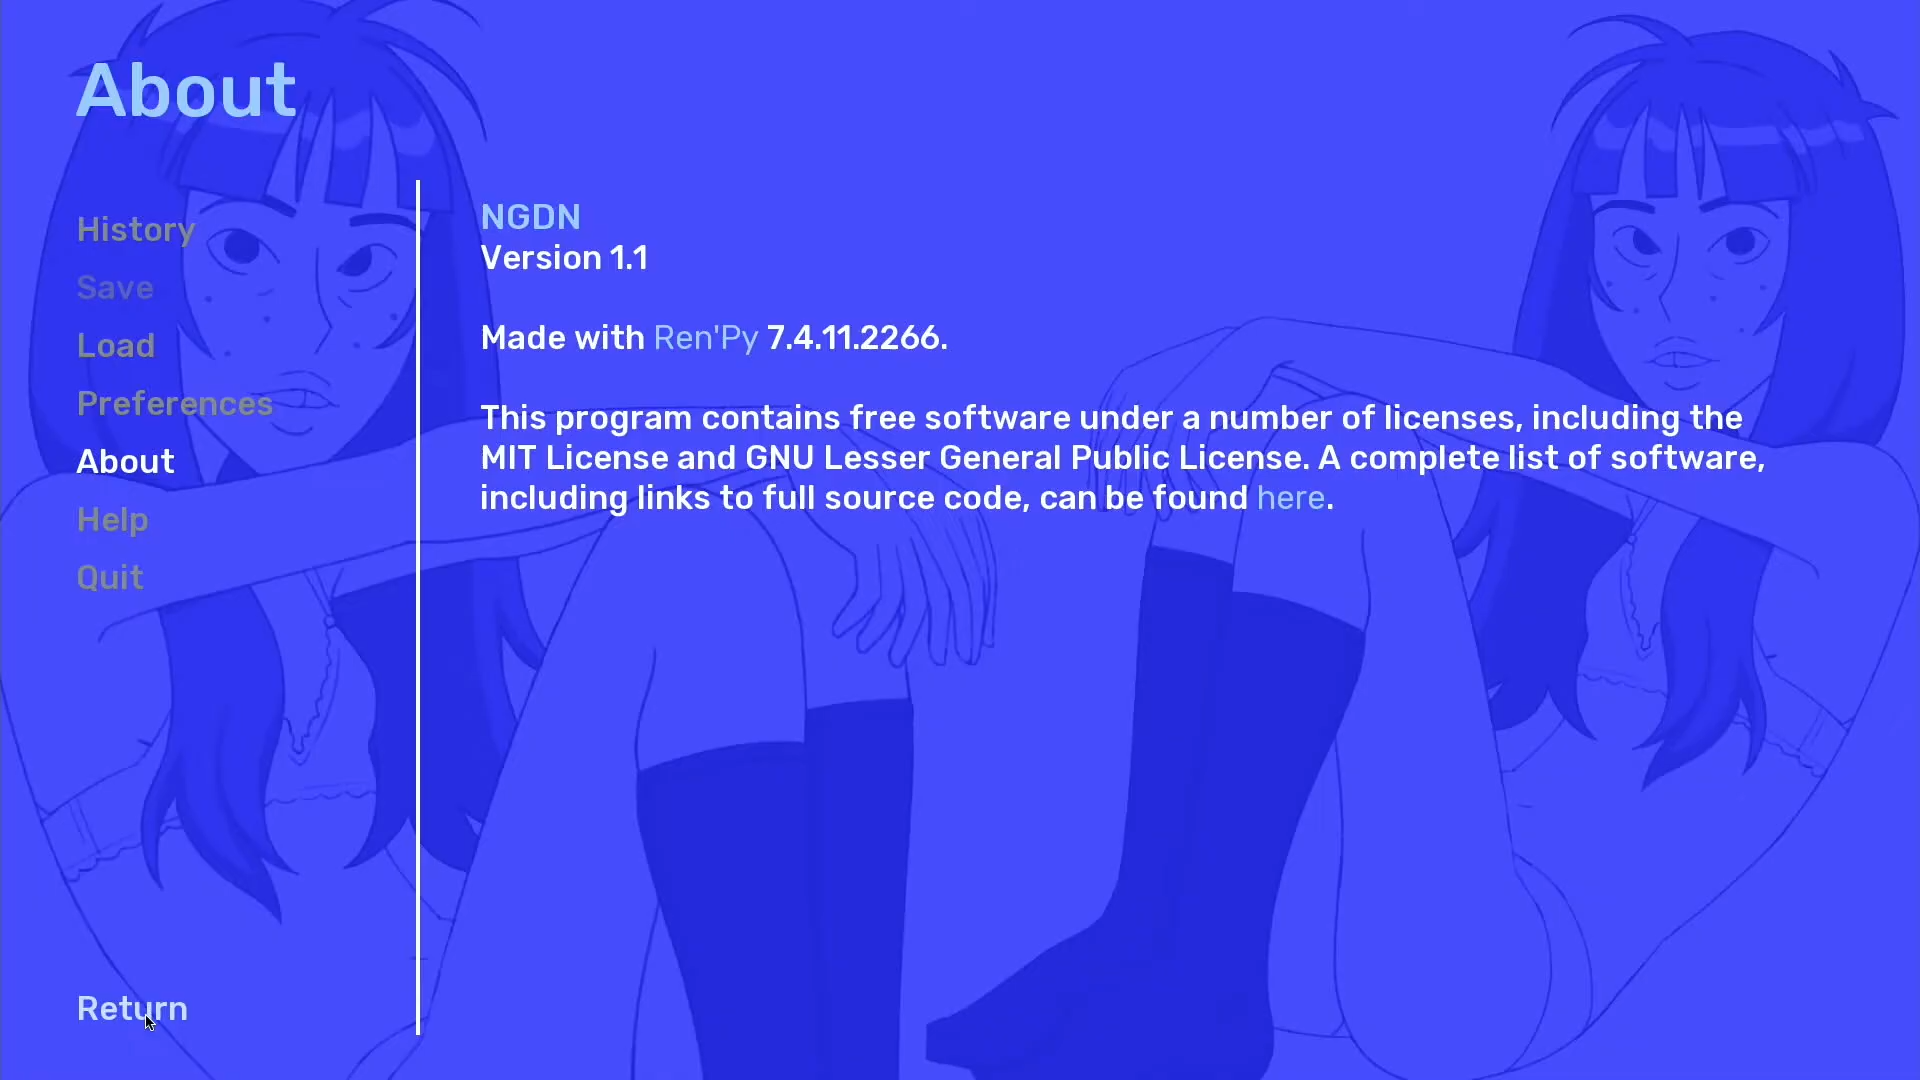 About
History
Save
Load
Preferences
About
Help
Quit
Return
NGDN
Version 1.1
Made with Ren'Py 7.4.11.2266.
This program contains free software under a number of licenses, including the
MIT License and GNU Lesser General Public License. A complete list of software,
including links to full source code, can be found here.